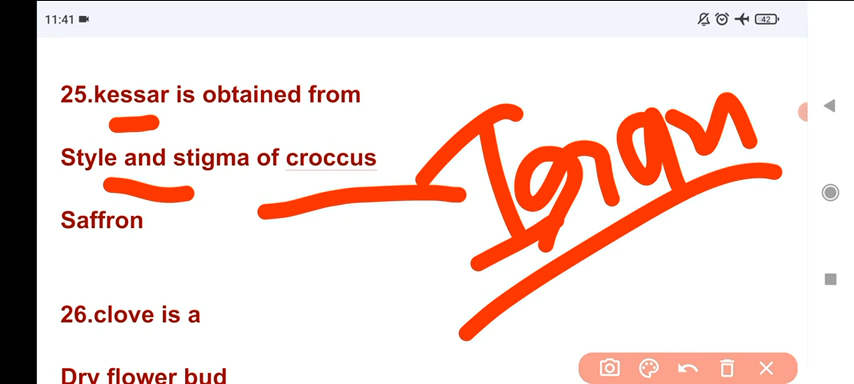 11:41
42
25.kessar is obtained from
Style and stigma of croccus
Saffron
26.clove is a
Dry flower bud